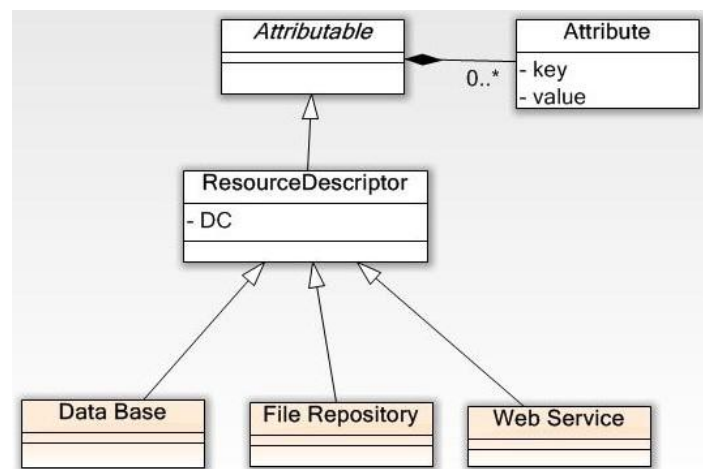 Attributable
Attribute
0..*
- key
- value
ResourceDescriptor
- DC
Data Base
File Repository
Web Service